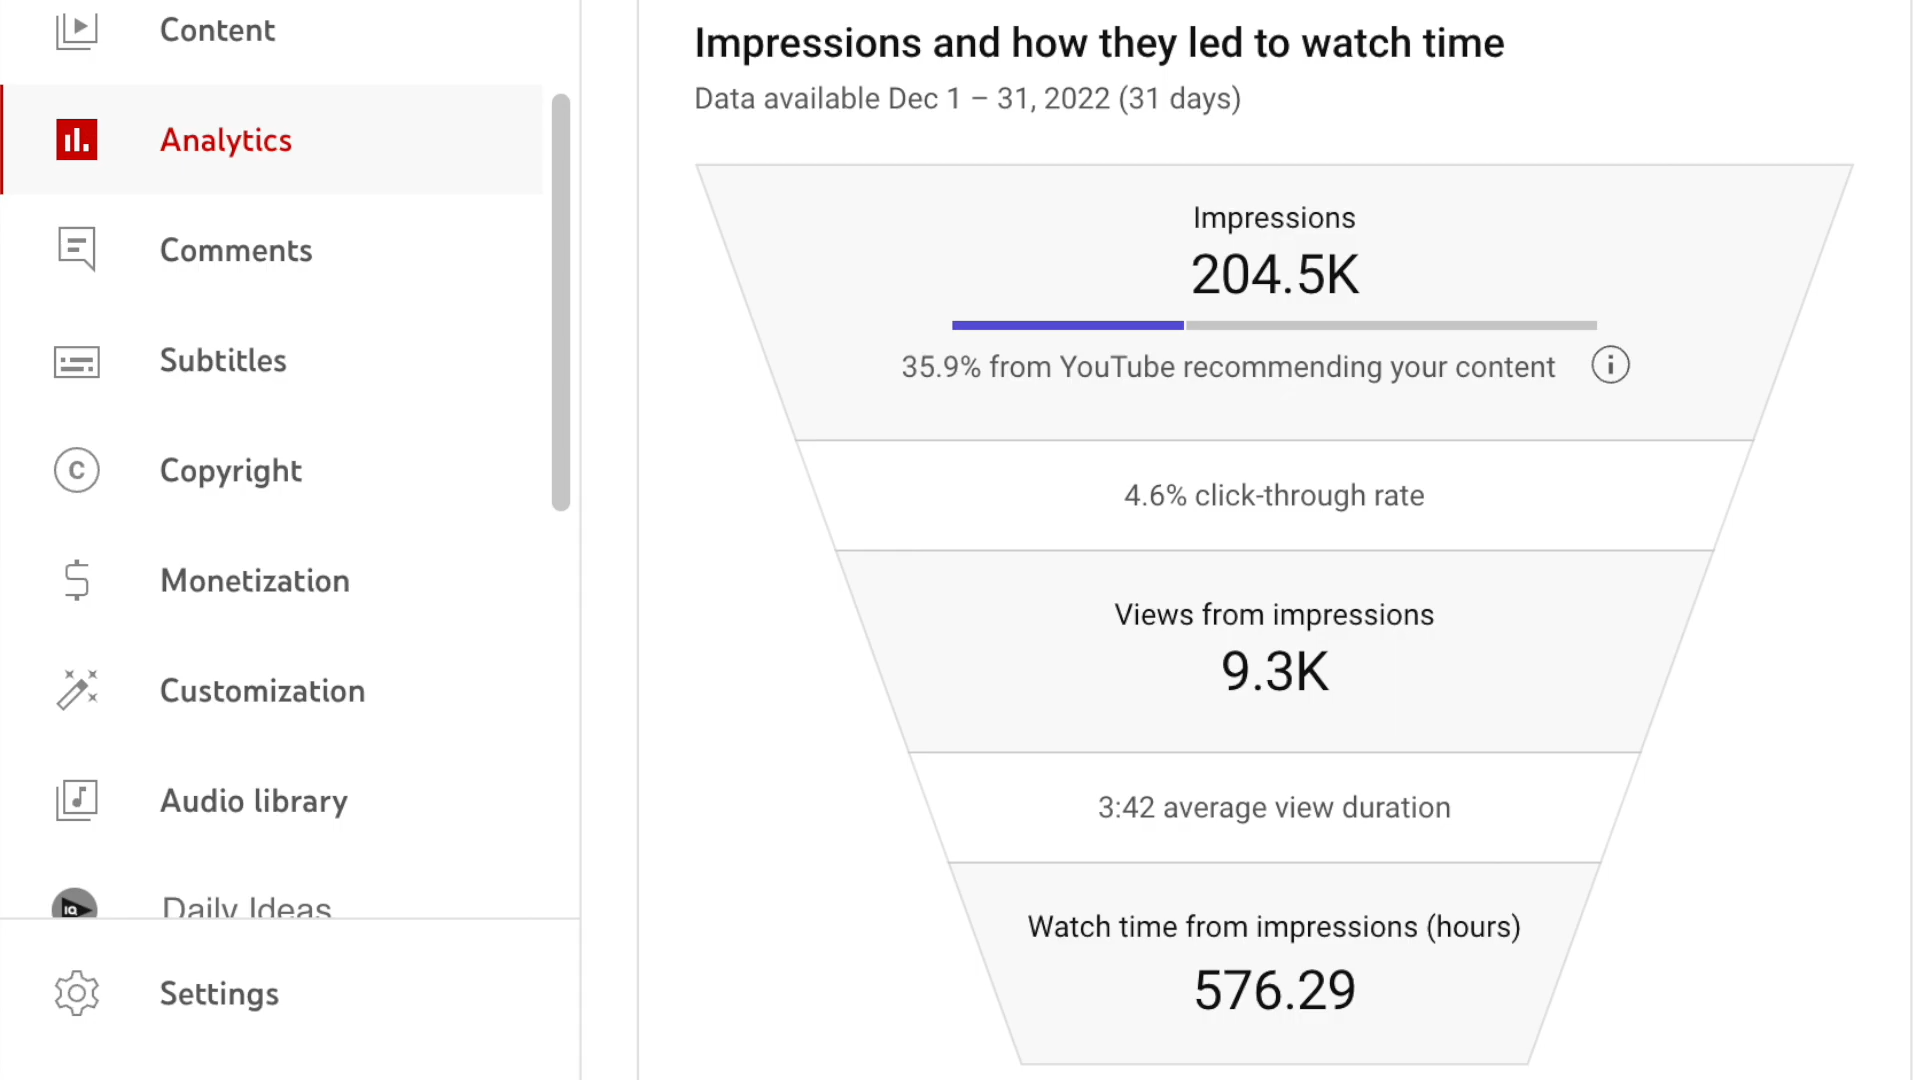 Content
Analytics
Comments
Subtitles
Copyright
Monetization
Customization
Audio library
IQ
Daily Ideas
Settings
Impressions and how they led to watch time
Data available Dec 1 – 31, 2022 (31 days)
Impressions
204.5K
35.9% from YouTube recommending your content
4.6% click-through rate
Views from impressions
9.3K
3:42 average view duration
Watch time from impressions (hours)
576.29